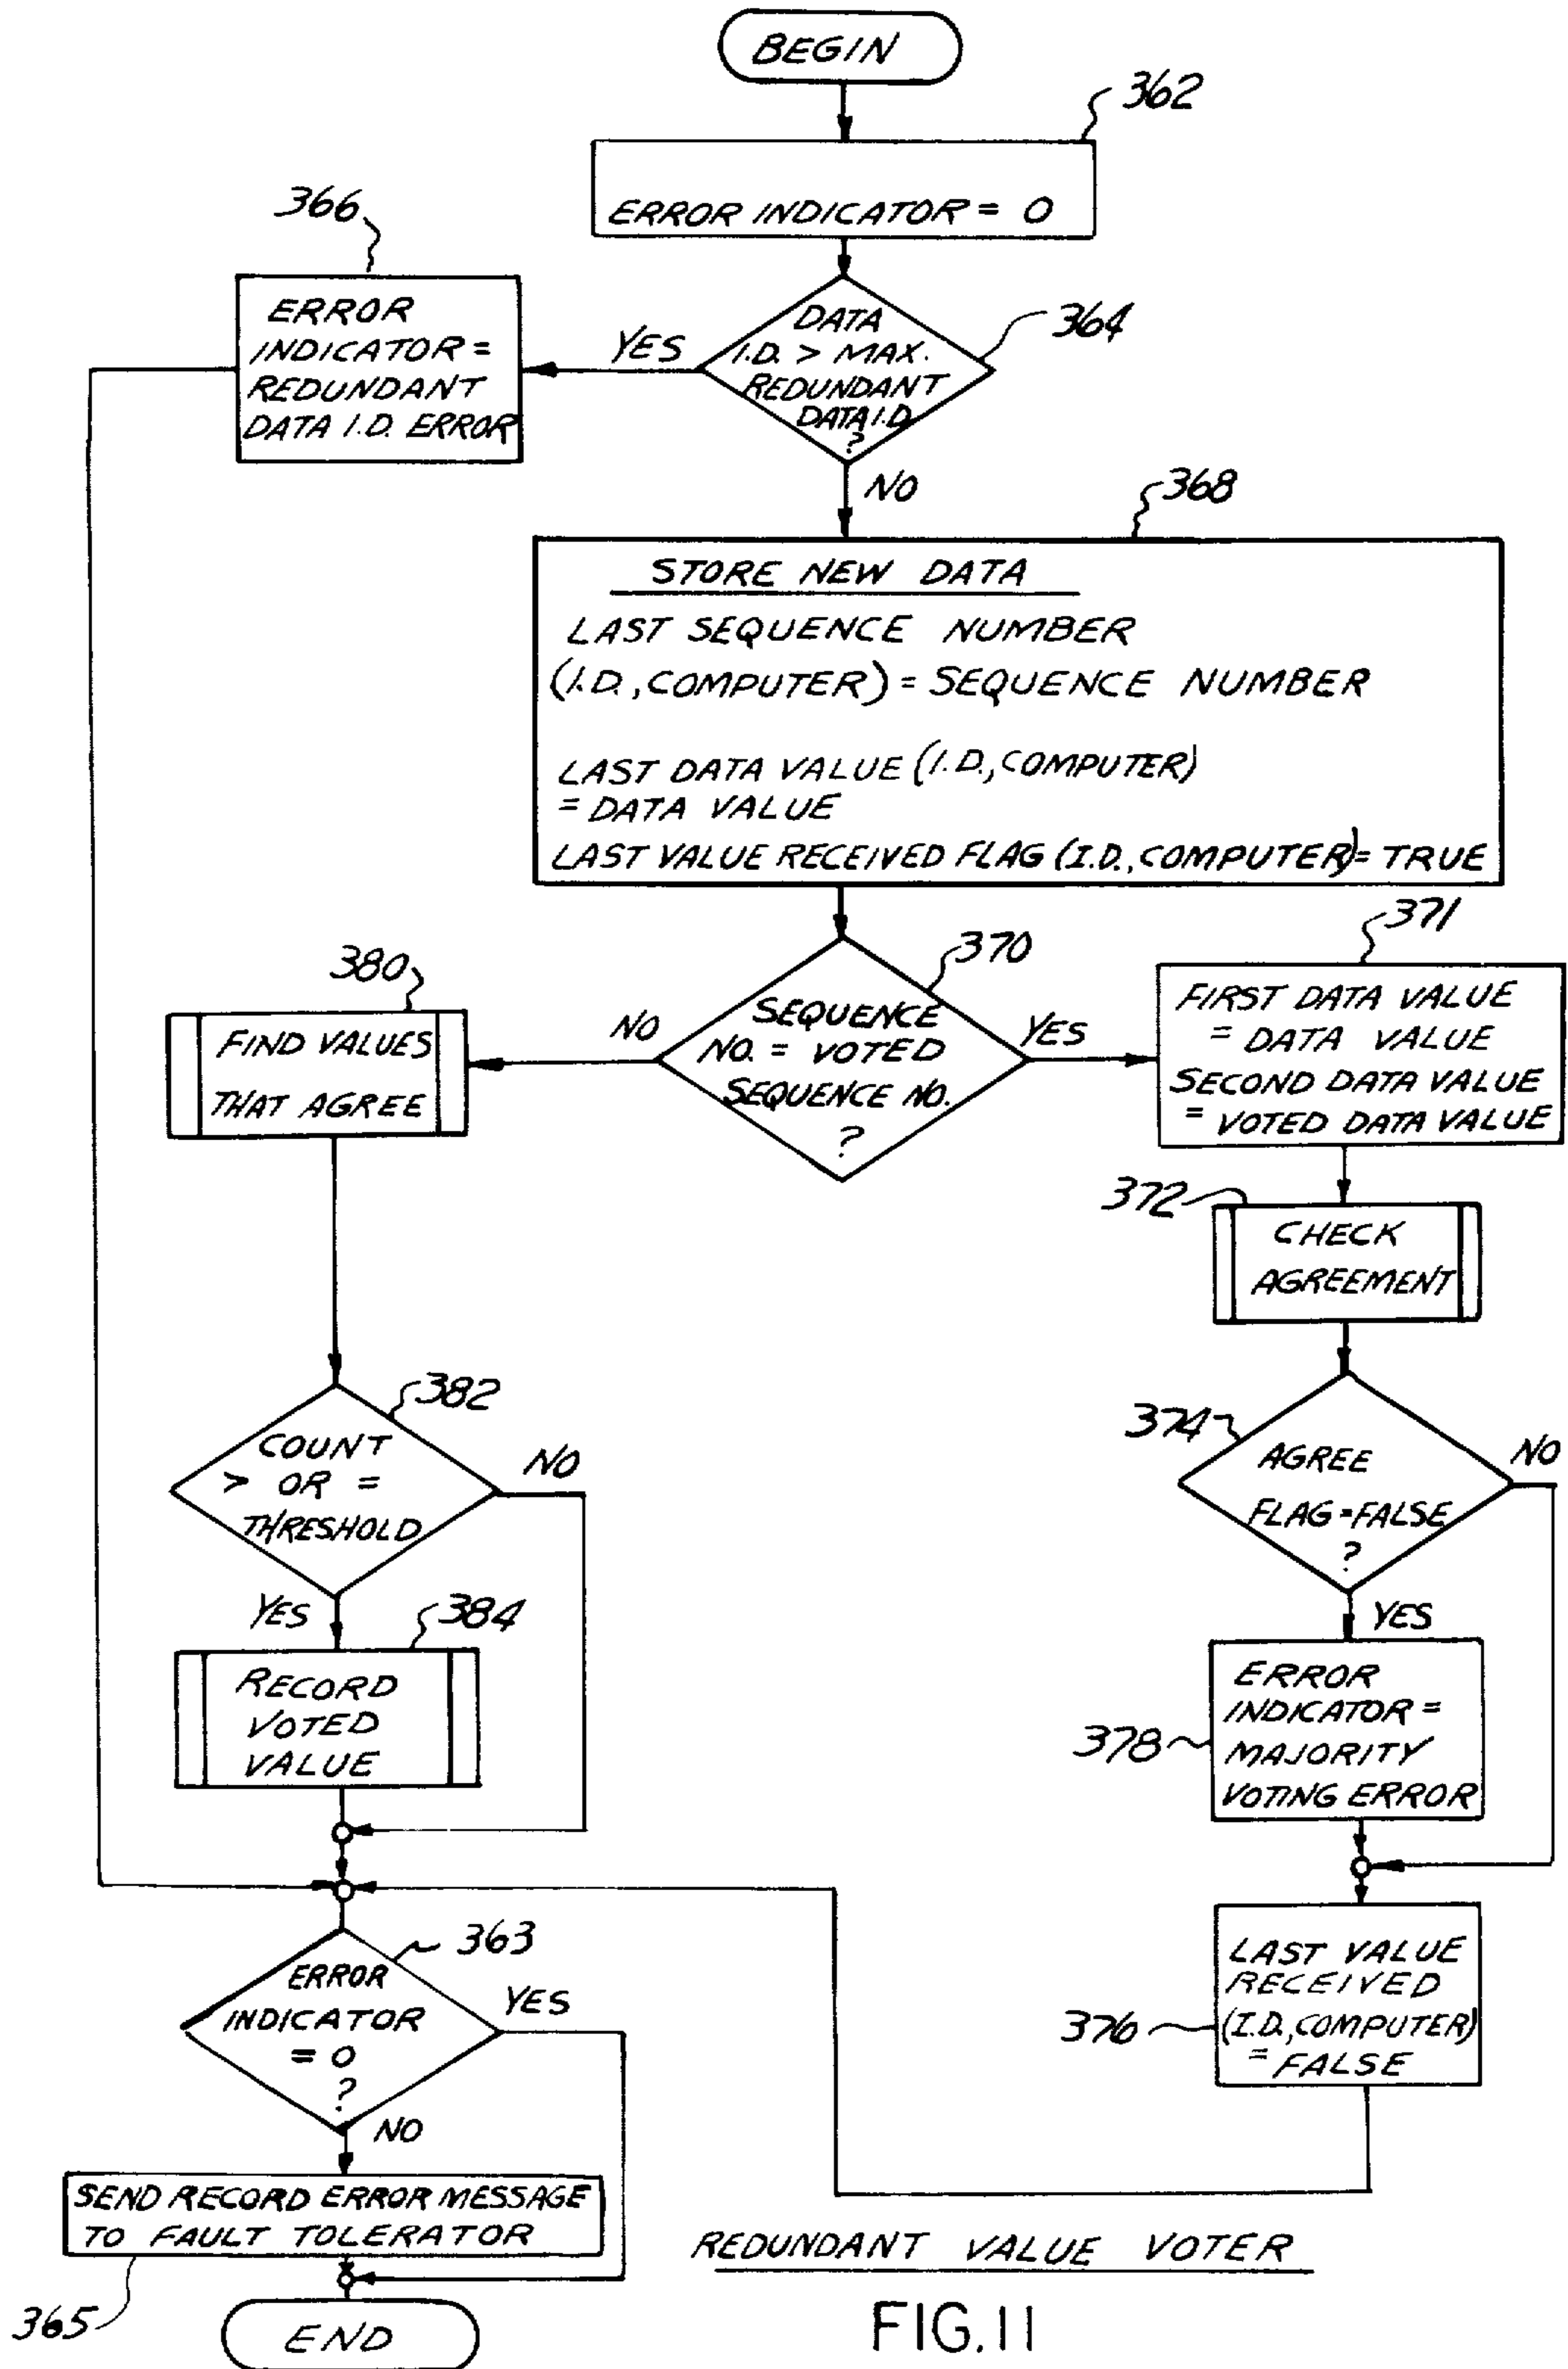 BEGIN
362
ERROR INDICATOR = 0
366
ERROR
INDICATOR =
REDUNDANT
DATA I.D. ERROR
YES
DATA
I.D. > MAX.
REDUNDANT
DATA I.D.
?
364
NO
368
STORE NEW DATA
LAST SEQUENCE NUMBER
(I.D., COMPUTER) = SEQUENCE NUMBER
LAST DATA VALUE (I.D., COMPUTER)
= DATA VALUE
LAST VALUE RECEIVED FLAG (I.D., COMPUTER) = TRUE
380
FIND VALUES
THAT AGREE
NO
370
SEQUENCE
NO. = VOTED
SEQUENCE NO.
?
YES
371
FIRST DATA VALUE
= DATA VALUE
SECOND DATA VALUE
= VOTED DATA VALUE
372
CHECK
AGREEMENT
382
COUNT
> OR =
THRESHOLD
NO
374
AGREE
FLAG=FALSE
?
NO
YES
384
RECORD
VOTED
VALUE
YES
378
ERROR
INDICATOR =
MAJORITY
VOTING ERROR
363
ERROR
INDICATOR
= 0
?
YES
376
LAST VALUE
RECEIVED
(I.D., COMPUTER)
= FALSE
NO
SEND RECORD ERROR MESSAGE
TO FAULT TOLERATOR
365
END
REDUNDANT VALUE VOTER
FIG. 11